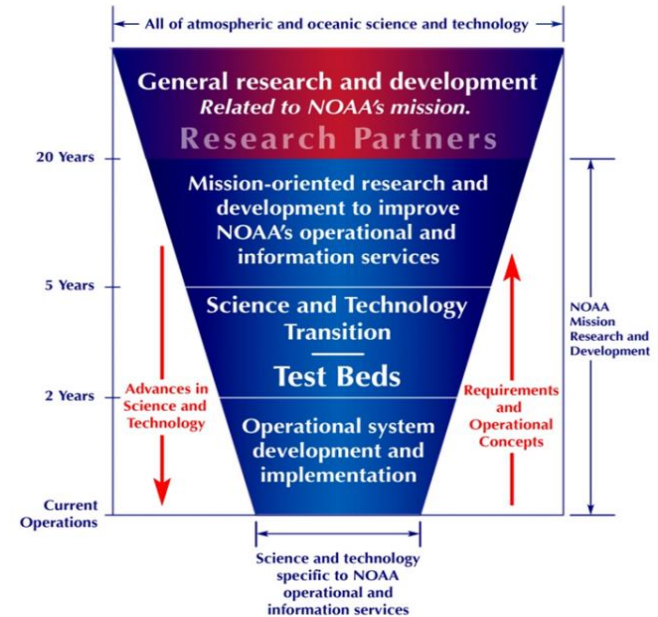 All of atmospheric and oceanic science and technology
General research and development
Related to NOAA's mission.
Research Partners
20 Years
Mission-oriented research and
development to improve
NOAA's operational and
information services
5 Years
Science and Technology
Transition
Test Beds
2 Years
Operational system
development and
implementation
Current
Operations
Advances in
Science and
Technology
Requirements
and
Operational
Concepts
NOAA
Mission
Research and
Development
Science and technology
specific to NOAA
operational and
information services